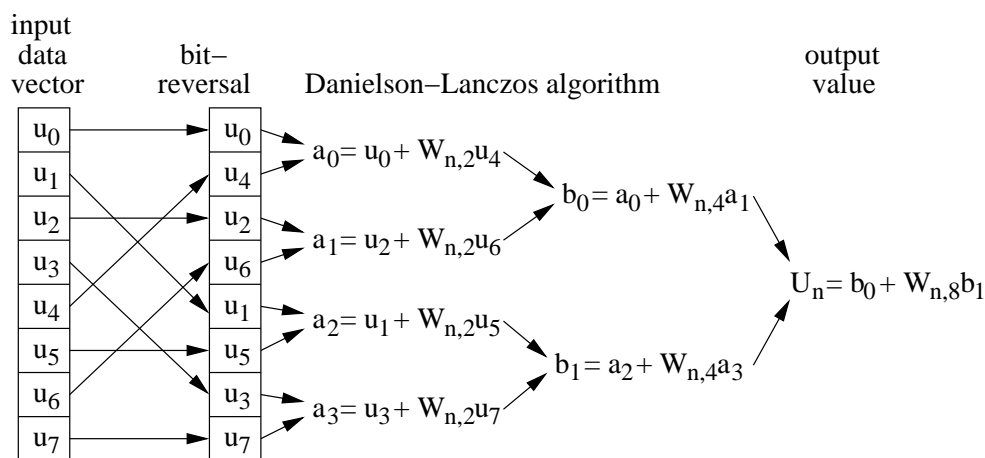 input data vector
bit–reversal
Danielson–Lanczos algorithm
output value
u₀
u₁
u₂
u₃
u₄
u₅
u₆
u₇
u₀
u₄
u₂
u₆
u₁
u₅
u₃
u₇
a₀= u₀+ Wₙ,₂u₄
a₁= u₂+ Wₙ,₂u₆
a₂= u₁+ Wₙ,₂u₅
a₃= u₃+ Wₙ,₂u₇
b₀= a₀+ Wₙ,₄a₁
b₁= a₂+ Wₙ,₄a₃
Uₙ= b₀+ Wₙ,₈b₁